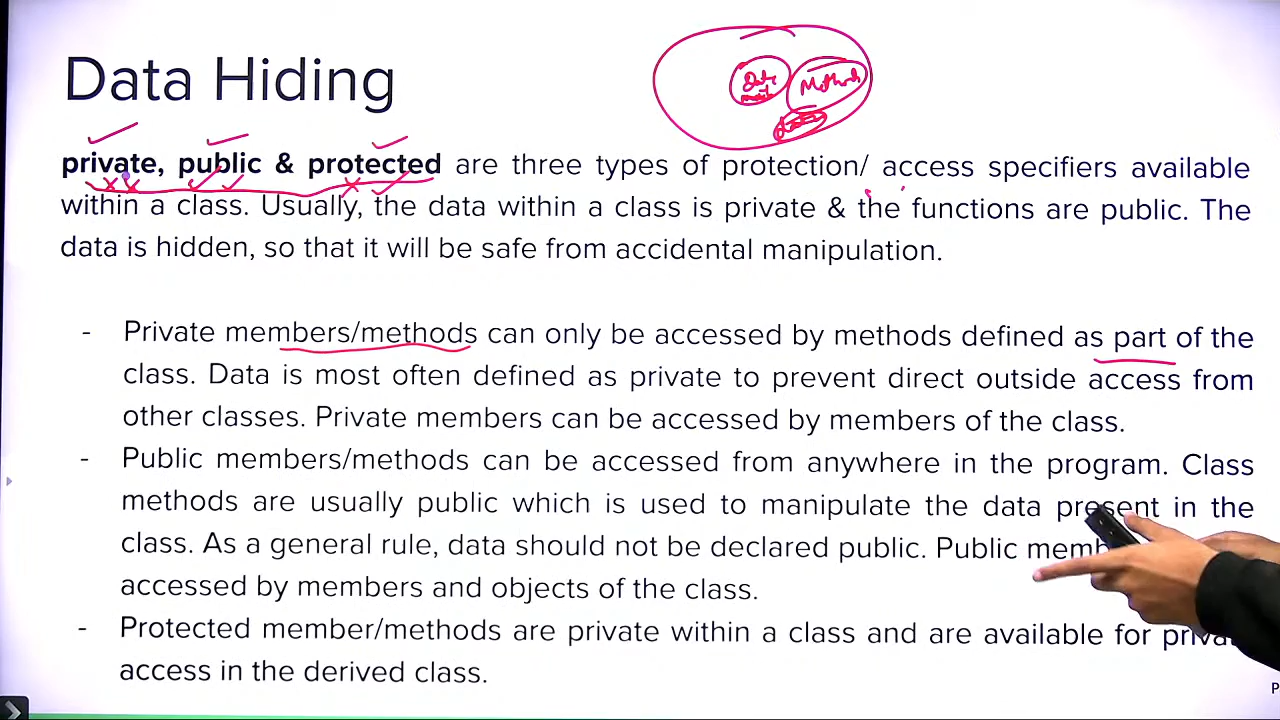 Data Hiding
Methods
private, public & protected are three types of protection/ access specifiers available
within a class. Usually, the data within a class is private & the functions are public. The
data is hidden, so that it will be safe from accidental manipulation.
- Private members/methods can only be accessed by methods defined as part of the
class. Data is most often defined as private to prevent direct outside access from
other classes. Private members can be accessed by members of the class.
- Public members/methods can be accessed from anywhere in the program. Class
methods are usually public which is used to manipulate the data present in the
class. As a general rule, data should not be declared public. Public memb
accessed by members and objects of the class.
- Protected member/methods are private within a class and are available for privat
access in the derived class.
P